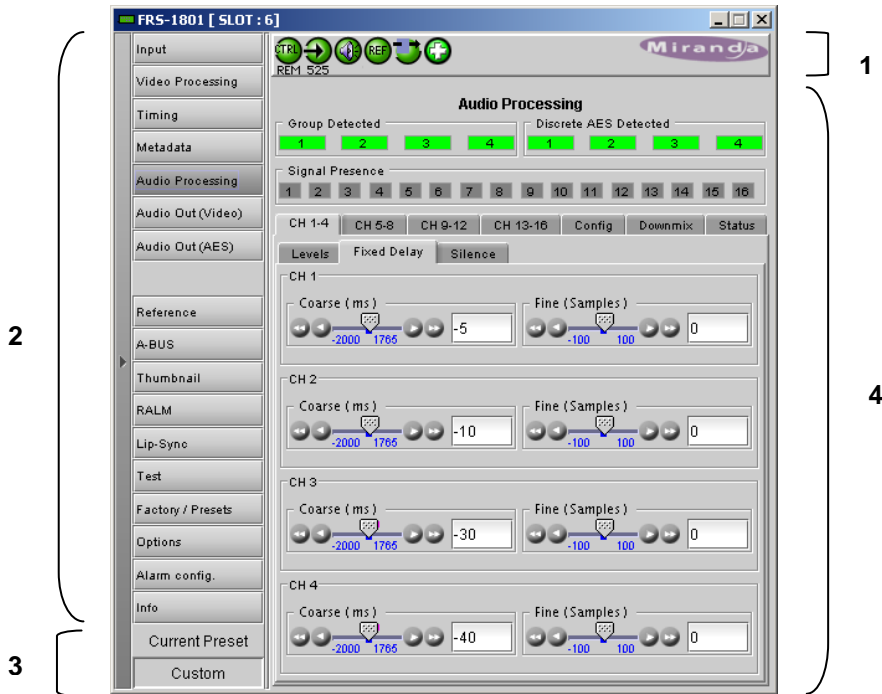 FRS-1801 [ SLOT : 6]
Input
Video Processing
Timing
Metadata
Audio Processing
Audio Out (Video)
Audio Out (AES)
Reference
A-BUS
Thumbnail
RALM
Lip-Sync
Test
Factory / Presets
Options
Alarm config.
Info
Current Preset
Custom
CTRL REF
REM 525
Miranda
Audio Processing
Group Detected
1 2 3 4
Discrete AES Detected
1 2 3 4
Signal Presence
1 2 3 4 5 6 7 8 9 10 11 12 13 14 15 16
CH 1-4 CH 5-8 CH 9-12 CH 13-16 Config Downmix Status
Levels Fixed Delay Silence
CH 1
Coarse ( ms ) Fine ( Samples )
-2000 1765 -5 -100 100 0
CH 2
Coarse ( ms ) Fine ( Samples )
-2000 1765 -10 -100 100 0
CH 3
Coarse ( ms ) Fine ( Samples )
-2000 1765 -30 -100 100 0
CH 4
Coarse ( ms ) Fine ( Samples )
-2000 1765 -40 -100 100 0
1
2
3
4